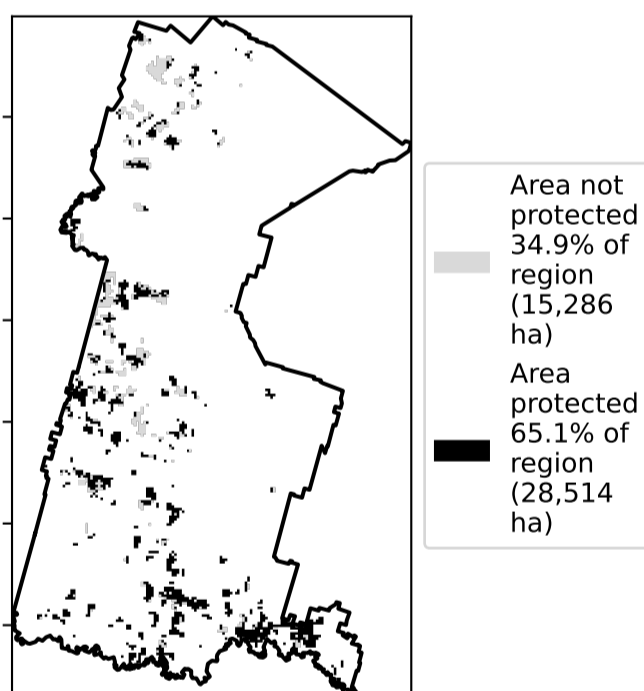 Area not
protected
34.9% of
region
(15,286
ha)
Area
protected
65.1% of
region
(28,514
ha)